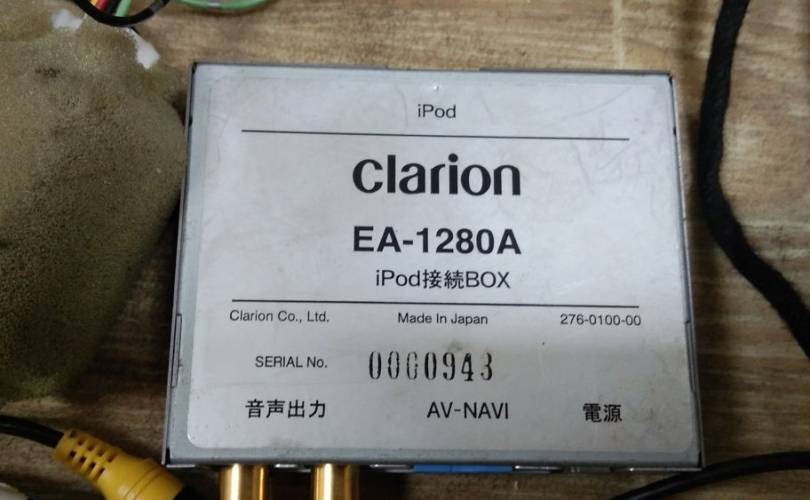 iPod
clarion
EA-1280A
iPod接続BOX
Clarion Co., Ltd. Made In Japan 276-0100-00
SERIAL No. 0000943
音声出力 AV-NAVI 電源